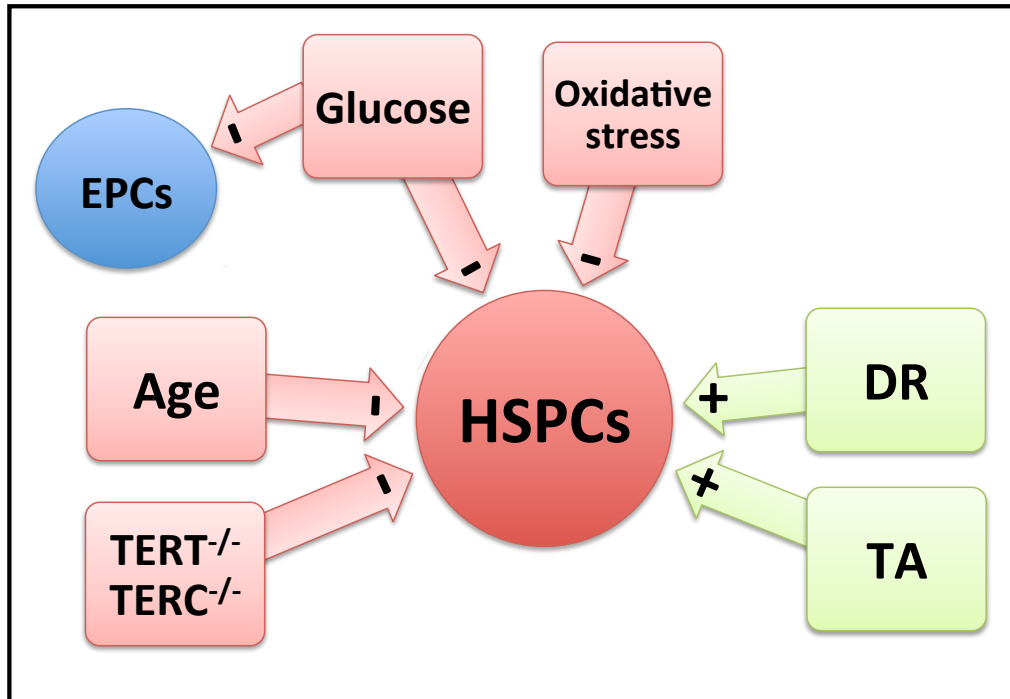 Glucose
Oxidative
stress
-
EPCs
-
-
Age
-
HSPCs
+
DR
TERT-/-
TERC-/-
-
+
TA